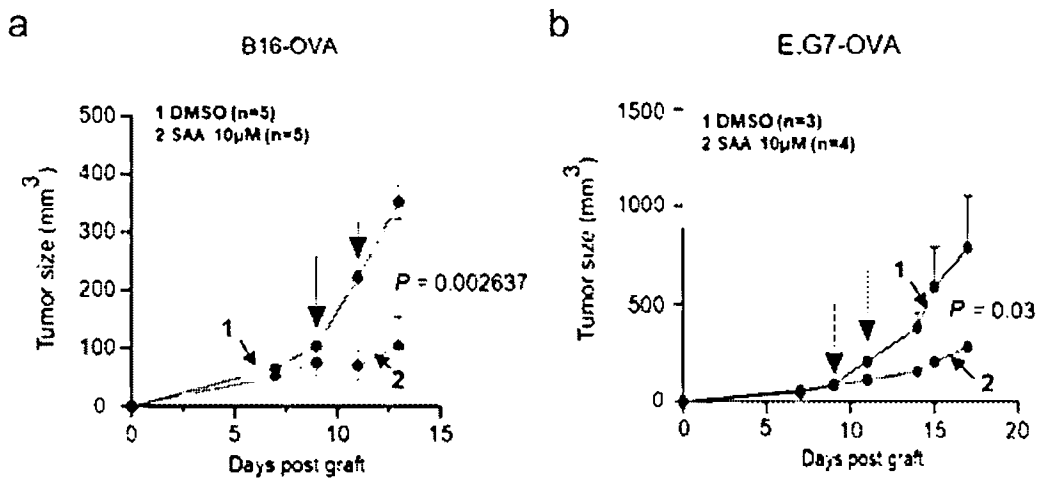 a
B16-OVA
1 DMSO (n=5)
2 SAA 10µM (n=5)
Tumor size (mm³)
500
400
300
200
100
0
1
2
P = 0.002637
0
5
10
15
Days post graft
b
E.G7-OVA
1 DMSO (n=3)
2 SAA 10µM (n=4)
Tumor size (mm³)
1500
1000
500
0
1
2
P = 0.03
0
5
10
15
20
Days post graft